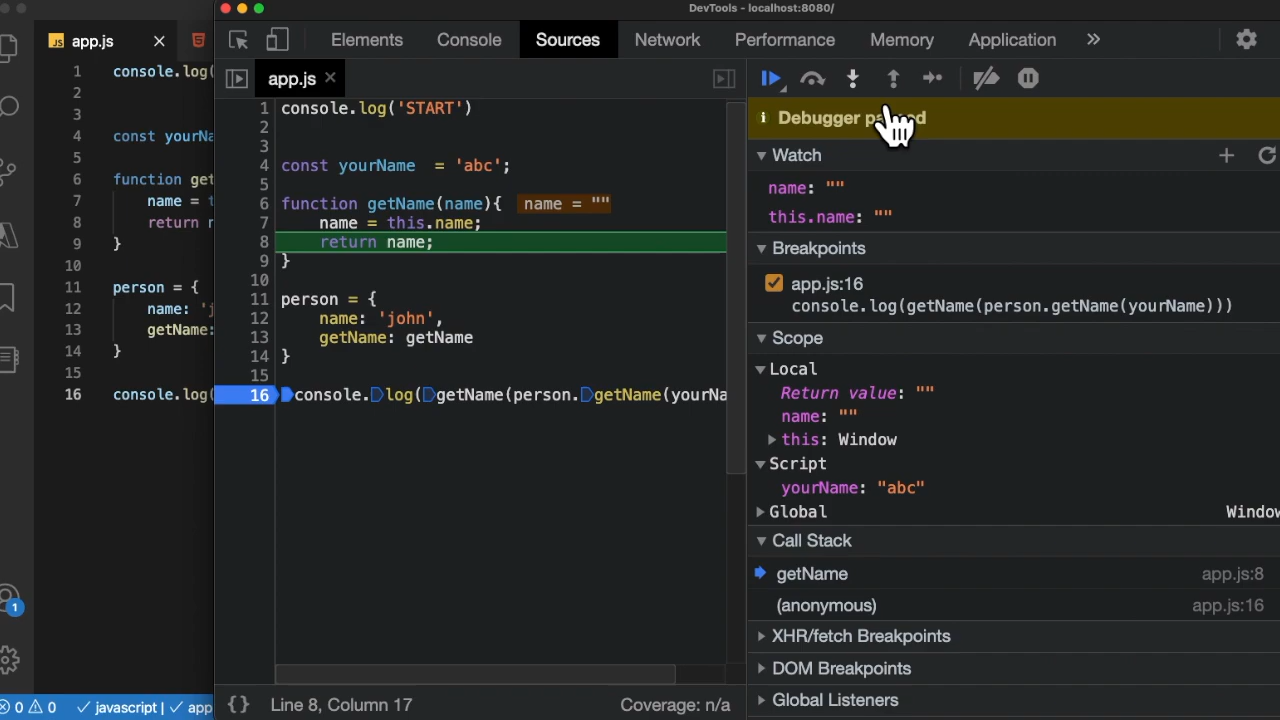 DevTools - localhost:8080/
JS app.js ×
1 console.log(
2
3
4 const yourNa
5
6 function get
7 name = t
8 return n
9 }
10
11 person = {
12 name: 'j
13 getName:
14 }
15
16 console.log(
1
0 0 javascript | app
Elements Console Sources Network Performance Memory Application »
app.js ×
1 console.log('START')
2
3
4 const yourName = 'abc';
5
6 function getName(name){ name = ""
7 name = this.name;
8 return name;
9 }
10
11 person = {
12 name: 'john',
13 getName: getName
14 }
15
16 console.log(getName(person.getName(yourNa
{} Line 8, Column 17 Coverage: n/a
Debugger p
Watch
name: ""
this.name: ""
Breakpoints
app.js:16
console.log(getName(person.getName(yourName)))
Scope
Local
Return value: ""
name: ""
this: Window
Script
yourName: "abc"
Global Window
Call Stack
getName app.js:8
(anonymous) app.js:16
XHR/fetch Breakpoints
DOM Breakpoints
Global Listeners